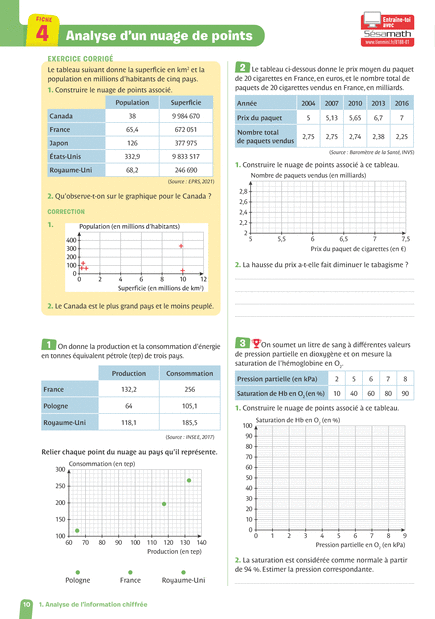 FICHE
4
Analyse d'un nuage de points
Entraîne-toi
avec
Sésamath
EXERCICE CORRIGÉ
Le tableau suivant donne la superficie en km² et la
population en millions d'habitants de cinq pays.
1. Construire le nuage de points associé.
Population Superficie
Canada 38 9 984 670
France 65,4 672 051
Japon 126 377 975
États-Unis 332,9 9 833 517
Royaume-Uni 68,2 246 690
(Source : EPRS, 2021)
2. Qu'observe-t-on sur le graphique pour le Canada ?
CORRECTION
1.
Population (en millions d'habitants)
400
300
200
100
0
0 2 4 6 8 10 12
Superficie (en millions de km²)
2. Le Canada est le plus grand pays et le moins peuplé.
1 On donne la production et la consommation d'énergie
en tonnes équivalent pétrole (tep) de trois pays.
Production Consommation
France 132,2 256
Pologne 64 105,1
Royaume-Uni 118,1 185,5
(Source : INSEE, 2017)
Relier chaque point du nuage au pays qu'il représente.
Consommation (en tep)
300
250
200
150
100
60 70 80 90 100 110 120 130 140
Production (en tep)
Pologne France Royaume-Uni
2 Le tableau ci-dessous donne le prix moyen du paquet
de 20 cigarettes en France, en euros, et le nombre total de
paquets de 20 cigarettes vendus en France, en milliards.
Année 2004 2007 2010 2013 2016
Prix du paquet 5 5,13 5,65 6,7 7
Nombre total
de paquets vendus 2,75 2,75 2,74 2,38 2,25
(Source : Baromètre de la Santé, INVS)
1. Construire le nuage de points associé à ce tableau.
Nombre de paquets vendus (en milliards)
2,8
2,6
2,4
2,2
2
5 5,5 6 6,5 7 7,5
Prix du paquet de cigarettes (en €)
2. La hausse du prix a-t-elle fait diminuer le tabagisme ?
3 On soumet un litre de sang à différentes valeurs
de pression partielle en dioxygène et on mesure la
saturation de l'hémoglobine en O₂.
Pression partielle (en kPa) 2 5 6 7 8
Saturation de Hb en O₂ (en %) 10 40 60 80 90
1. Construire le nuage de points associé à ce tableau.
Saturation de Hb en O₂ (en %)
100
90
80
70
60
50
40
30
20
10
0
0 1 2 3 4 5 6 7 8 9
Pression partielle en O₂ (en kPa)
2. La saturation est considérée comme normale à partir
de 94 %. Estimer la pression correspondante.
10 1. Analyse de l'information chiffrée